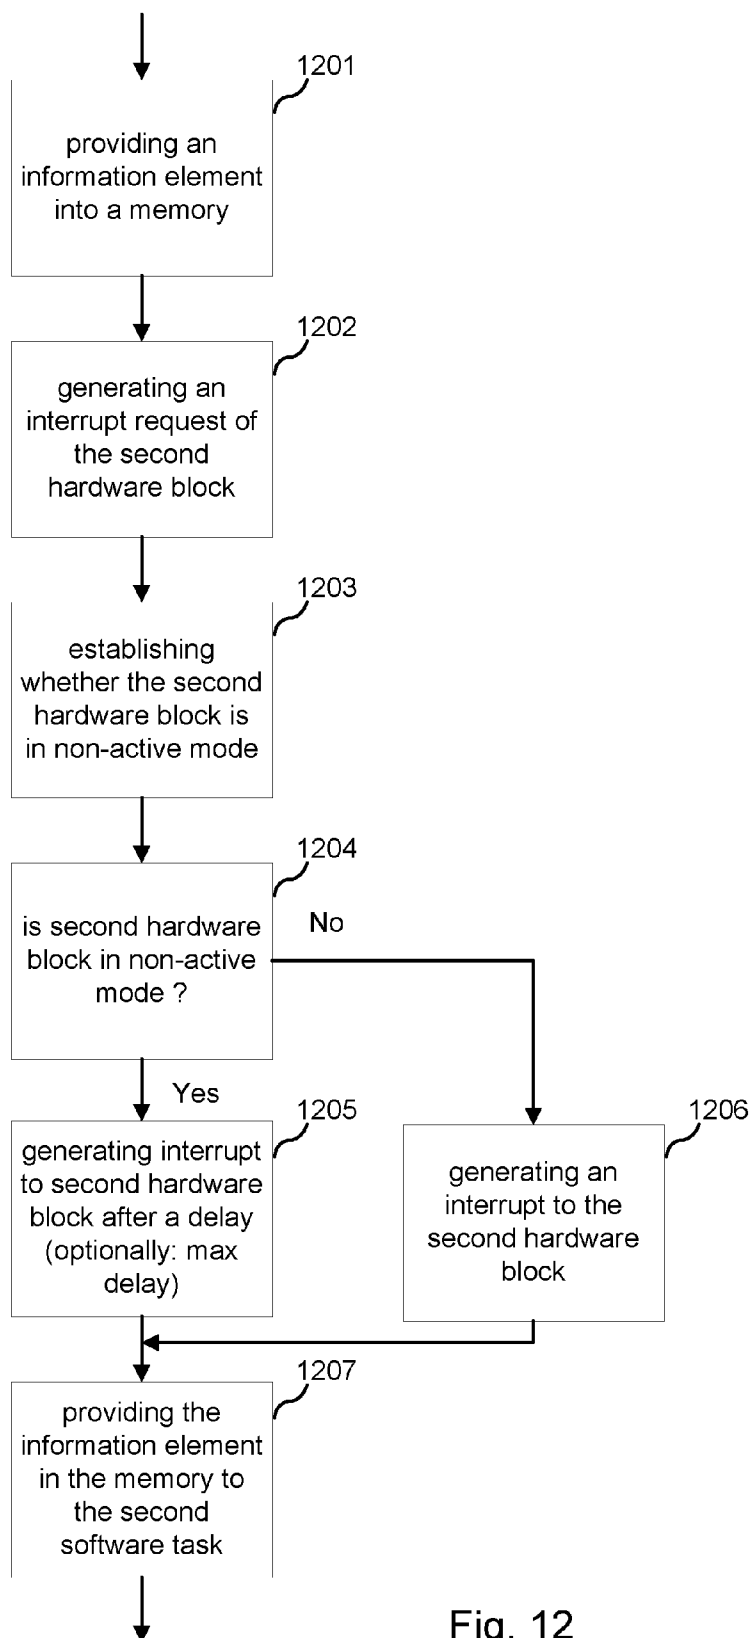 1201
providing an
information element
into a memory
1202
generating an
interrupt request of
the second
hardware block
1203
establishing
whether the second
hardware block is
in non-active mode
1204
is second hardware
block in non-active
mode ?
No
Yes
1205
generating interrupt
to second hardware
block after a delay
(optionally: max
delay)
1206
generating an
interrupt to the
second hardware
block
1207
providing the
information element
in the memory to
the second
software task
Fig. 12